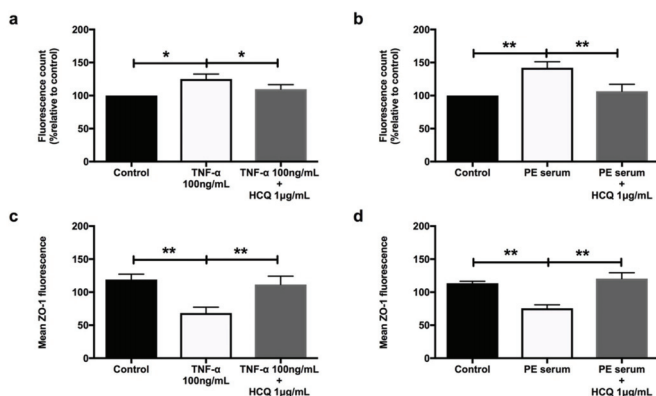 a
Fluorescence count
(%relative to control)
200
150
100
50
0
*
*
Control
TNF-α
100ng/mL
TNF-α 100ng/mL
+
HCQ 1µg/mL
b
Fluorescence count
(%relative to control)
200
150
100
50
0
**
**
Control
PE serum
PE serum
+
HCQ 1µg/mL
c
Mean ZO-1 fluorescence
200
150
100
50
0
**
**
Control
TNF-α
100ng/mL
TNF-α 100ng/mL
+
HCQ 1µg/mL
d
Mean ZO-1 fluorescence
200
150
100
50
0
**
**
Control
PE serum
PE serum
+
HCQ 1µg/mL